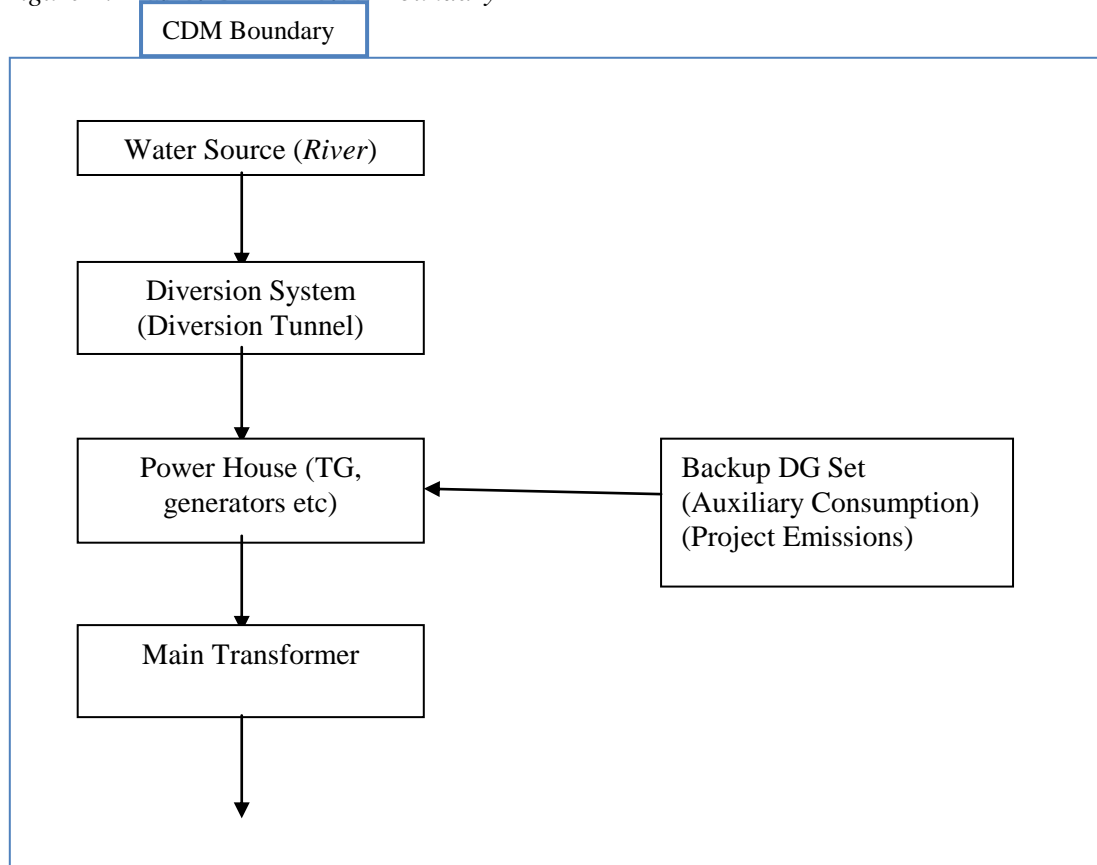 CDM Boundary
Water Source (River)
Diversion System
(Diversion Tunnel)
Power House (TG,
generators etc)
Backup DG Set
(Auxiliary Consumption)
(Project Emissions)
Main Transformer